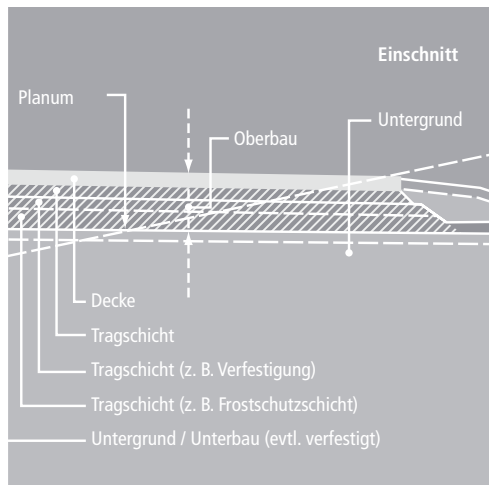 Einschnitt
Planum
Untergrund
Oberbau
Decke
Tragschicht
Tragschicht (z. B. Verfestigung)
Tragschicht (z. B. Frostschutzschicht)
Untergrund / Unterbau (evtl. verfestigt)